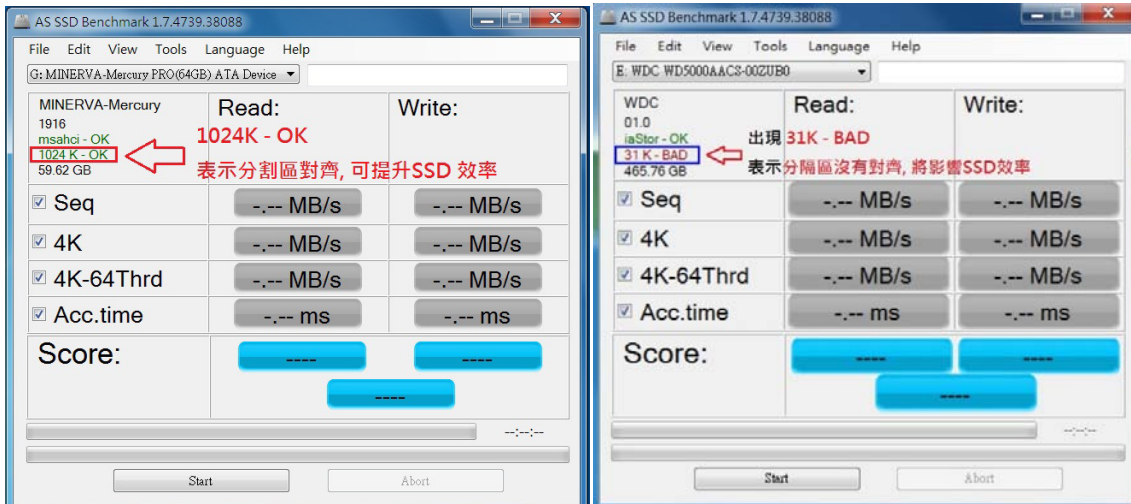 AS SSD Benchmark 1.7.4739.38088
File Edit View Tools Language Help
G: MINERVA-Mercury PRO(64GB) ATA Device
MINERVA-Mercury
1916
msahci - OK
1024 K - OK
59.62 GB
Read:
Write:
1024K - OK
表示分割區對齊, 可提升SSD 效率
Seq
-.-- MB/s
-.-- MB/s
4K
-.-- MB/s
-.-- MB/s
4K-64Thrd
-.-- MB/s
-.-- MB/s
Acc.time
-.-- ms
-.-- ms
Score:
----
----
----
--:--:--
Start
Abort
AS SSD Benchmark 1.7.4739.38088
File Edit View Tools Language Help
E: WDC WD5000AACS-00ZUB0
WDC
01.0
iaStor - OK
31 K - BAD
465.76 GB
Read:
Write:
出現 31K - BAD
表示分隔區沒有對齊, 將影響SSD效率
Seq
-.-- MB/s
-.-- MB/s
4K
-.-- MB/s
-.-- MB/s
4K-64Thrd
-.-- MB/s
-.-- MB/s
Acc.time
-.-- ms
-.-- ms
Score:
----
----
----
--:--:--
Start
Abort